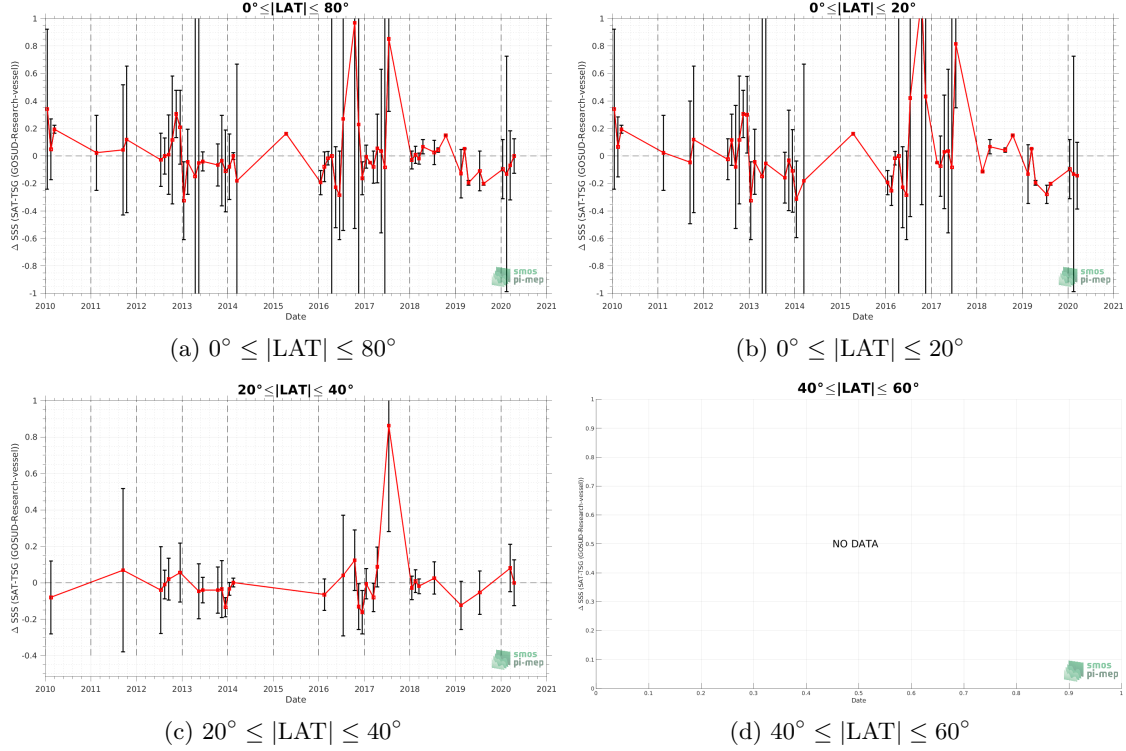 0°≤|LAT|≤ 80°
1
0.8
0.6
0.4
0.2
0
-0.2
-0.4
-0.6
-0.8
-1
Δ SSS (SAT-TSG (GOSUD-Research-vessel))
2010 2011 2012 2013 2014 2015 2016 2017 2018 2019 2020 2021
Date
smos
pi-mep
(a) 0° ≤ |LAT| ≤ 80°
0°≤|LAT|≤ 20°
1
0.8
0.6
0.4
0.2
0
-0.2
-0.4
-0.6
-0.8
-1
Δ SSS (SAT-TSG (GOSUD-Research-vessel))
2010 2011 2012 2013 2014 2015 2016 2017 2018 2019 2020 2021
Date
smos
pi-mep
(b) 0° ≤ |LAT| ≤ 20°
20°≤|LAT|≤ 40°
1
0.8
0.6
0.4
0.2
0
-0.2
-0.4
Δ SSS (SAT-TSG (GOSUD-Research-vessel))
2010 2011 2012 2013 2014 2015 2016 2017 2018 2019 2020 2021
Date
smos
pi-mep
(c) 20° ≤ |LAT| ≤ 40°
40°≤|LAT|≤ 60°
1
0.9
0.8
0.7
0.6
0.5
0.4
0.3
0.2
0.1
0
Δ SSS (SAT-TSG (GOSUD-Research-vessel))
NO DATA
0 0.1 0.2 0.3 0.4 0.5 0.6 0.7 0.8 0.9 1
Date
smos
pi-mep
(d) 40° ≤ |LAT| ≤ 60°